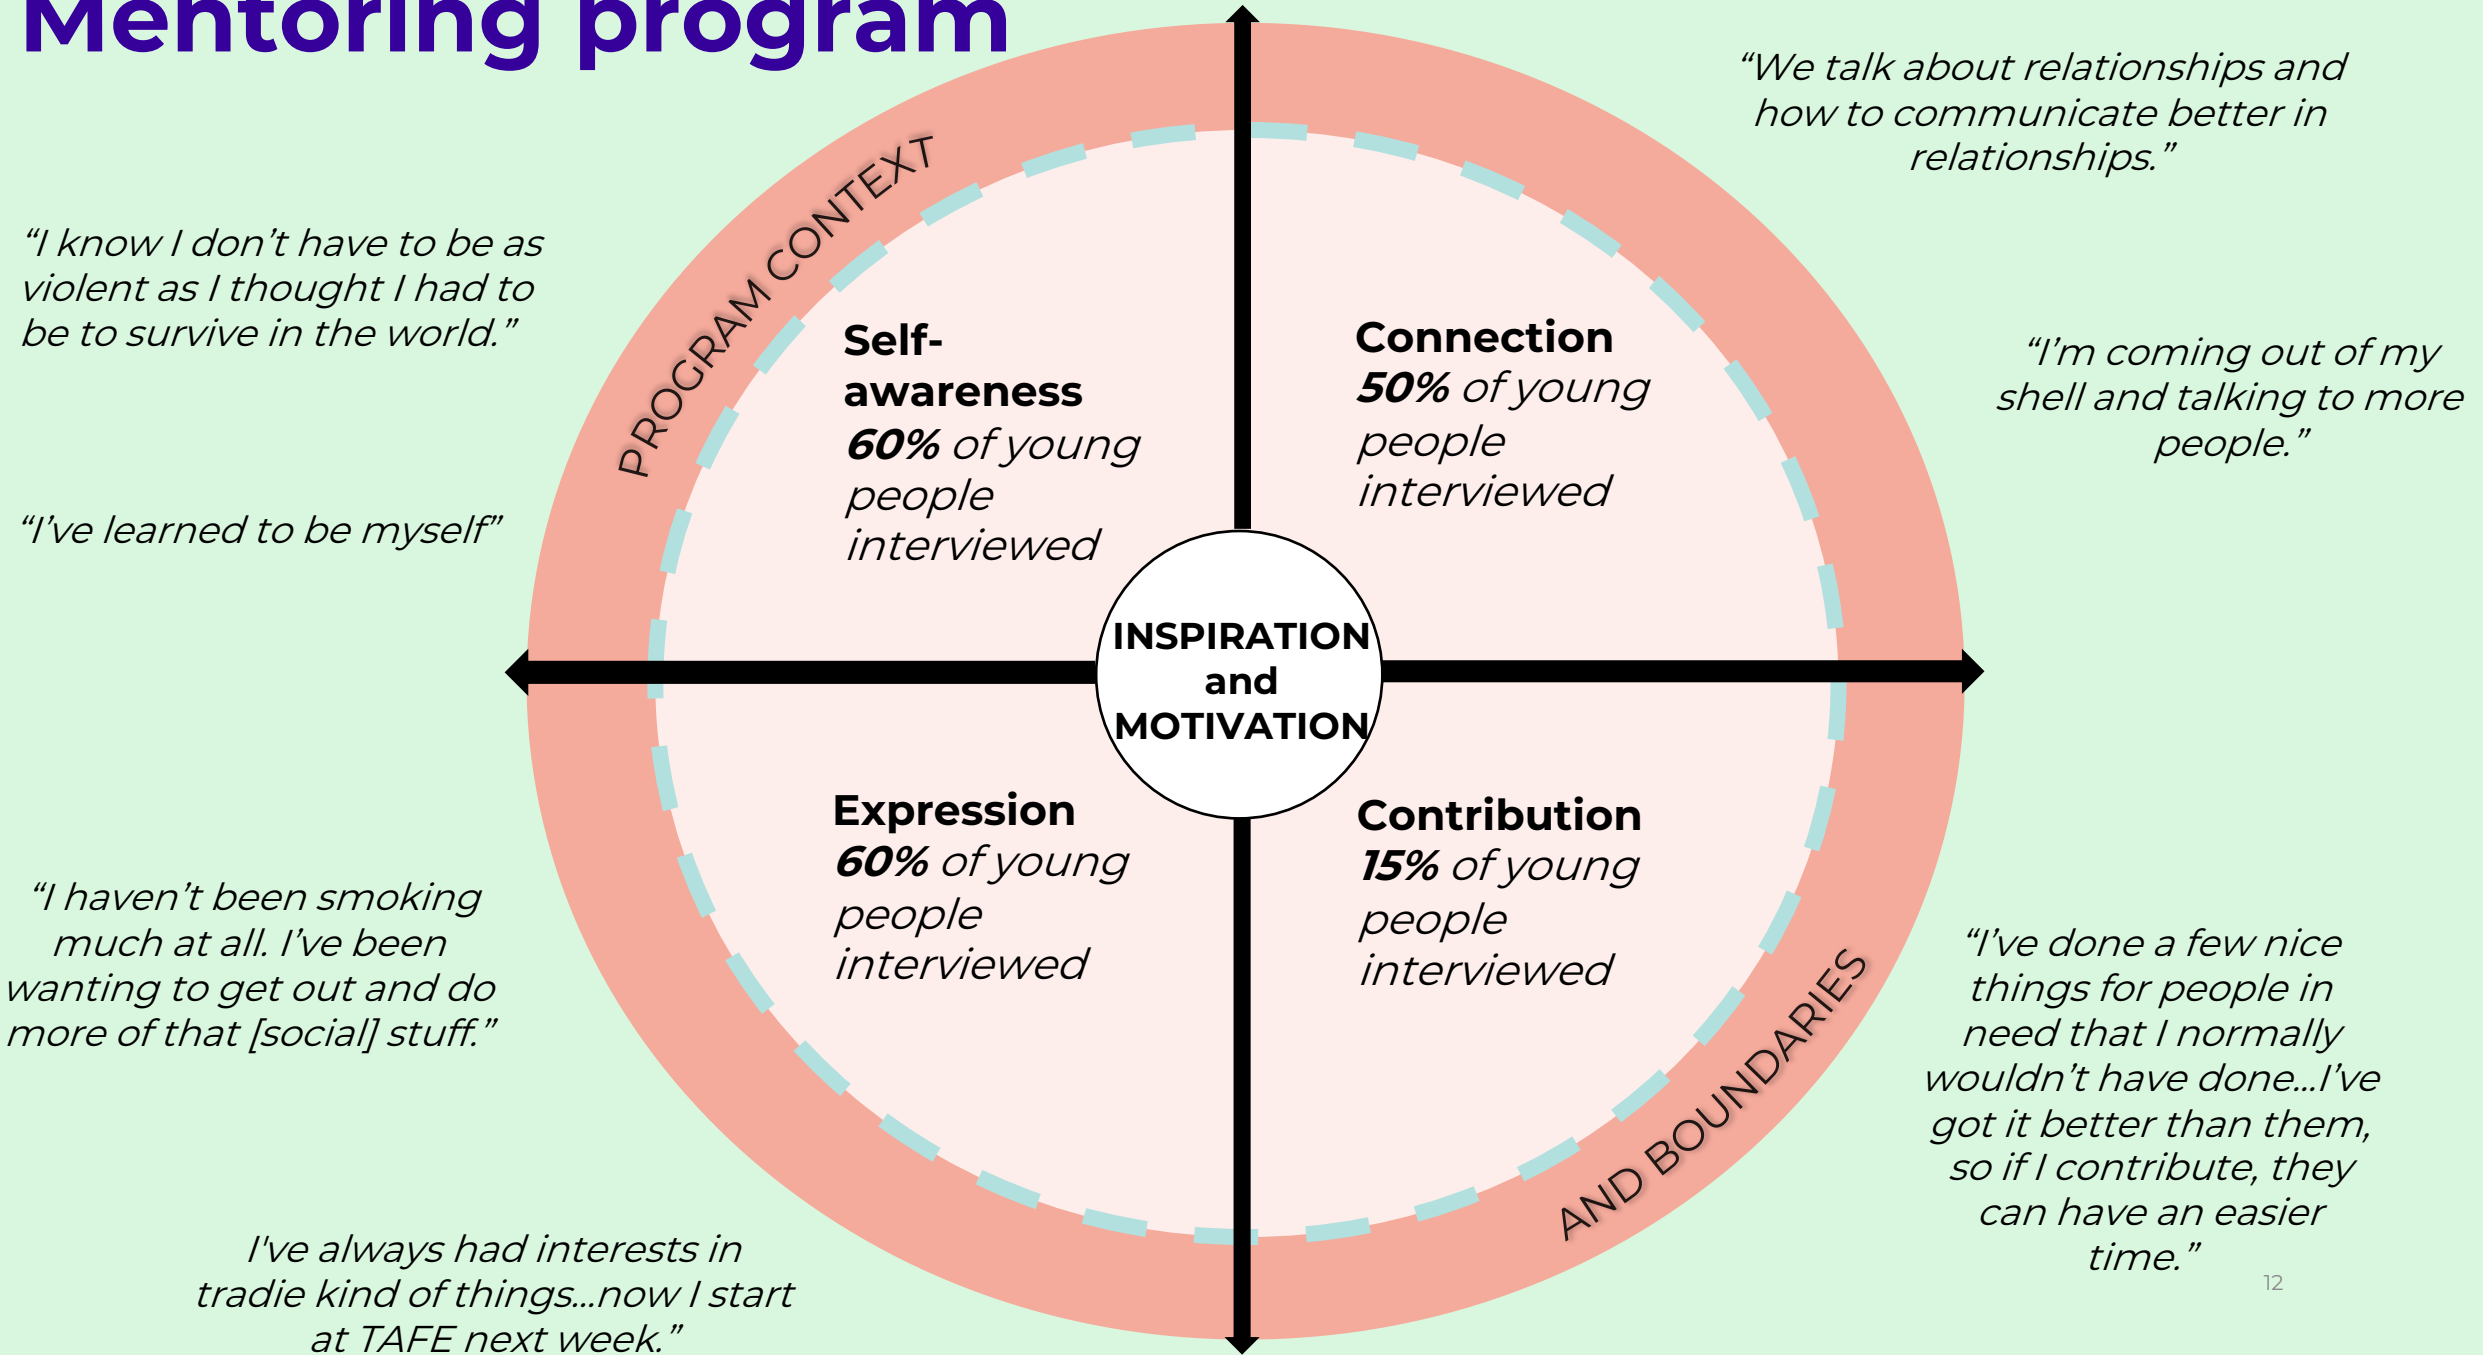 Mentoring program
“I know I don’t have to be as
violent as I thought I had to
be to survive in the world.”
“I’ve learned to be myself”
PROGRAM CONTEXT
Self-
awareness
60% of young
people
interviewed
Connection
50% of young
people
interviewed
“We talk about relationships and
how to communicate better in
relationships.”
“I’m coming out of my
shell and talking to more
people.”
INSPIRATION
and
MOTIVATION
“I haven’t been smoking
much at all. I’ve been
wanting to get out and do
more of that [social] stuff.”
I've always had interests in
tradie kind of things...now I start
at TAFE next week.”
Expression
60% of young
people
interviewed
Contribution
15% of young
people
interviewed
AND BOUNDARIES
“I’ve done a few nice
things for people in
need that I normally
wouldn’t have done...I’ve
got it better than them,
so if I contribute, they
can have an easier
time.”
12